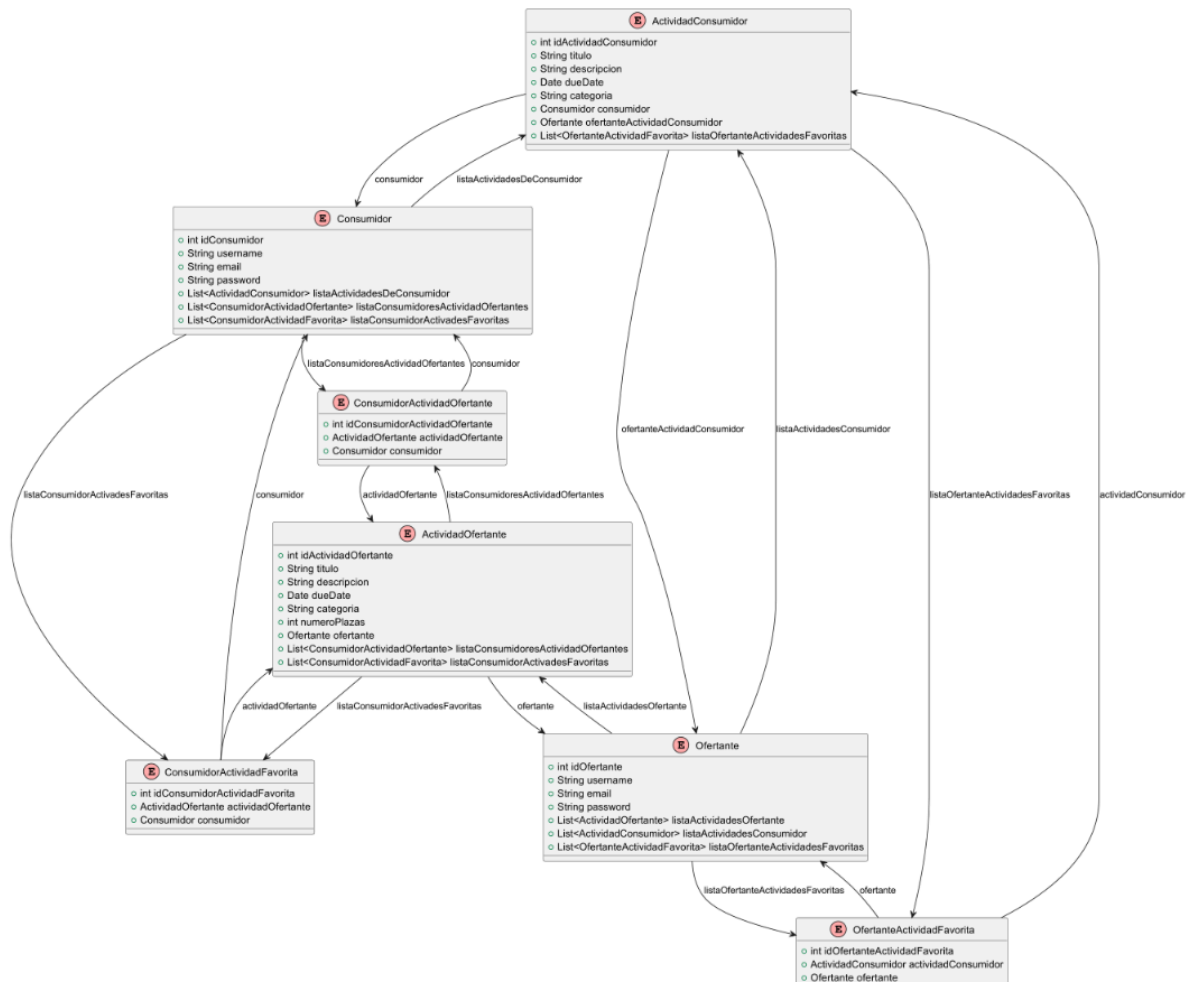 E ActividadConsumidor
int idActividadConsumidor
String titulo
String descripcion
Date dueDate
String categoria
Consumidor consumidor
Ofertante ofertanteActividadConsumidor
List<OfertanteActividadFavorita> listaOfertanteActividadesFavoritas
consumidor
listaActividadesDeConsumidor
E Consumidor
int idConsumidor
String username
String email
String password
List<ActividadConsumidor> listaActividadesDeConsumidor
List<ConsumidorActividadOfertante> listaConsumidoresActividadOfertantes
List<ConsumidorActividadFavorita> listaConsumidorActivadesFavoritas
listaConsumidoresActividadOfertantes
consumidor
E ConsumidorActividadOfertante
int idConsumidorActividadOfertante
ActividadOfertante actividadOfertante
Consumidor consumidor
ofertanteActividadConsumidor
listaActividadesConsumidor
listaConsumidorActivadesFavoritas
consumidor
actividadOfertante
listaConsumidoresActividadOfertantes
listaOfertanteActividadesFavoritas
actividadConsumidor
E ActividadOfertante
int idActividadOfertante
String titulo
String descripcion
Date dueDate
String categoria
int numeroPlazas
Ofertante ofertante
List<ConsumidorActividadOfertante> listaConsumidoresActividadOfertantes
List<ConsumidorActividadFavorita> listaConsumidorActivadesFavoritas
actividadOfertante
listaConsumidorActivadesFavoritas
ofertante
listaActividadesOfertante
E Ofertante
int idOfertante
String username
String email
String password
List<ActividadOfertante> listaActividadesOfertante
List<ActividadConsumidor> listaActividadesConsumidor
List<OfertanteActividadFavorita> listaOfertanteActividadesFavoritas
E ConsumidorActividadFavorita
int idConsumidorActividadFavorita
ActividadOfertante actividadOfertante
Consumidor consumidor
listaOfertanteActividadesFavoritas
ofertante
E OfertanteActividadFavorita
int idOfertanteActividadFavorita
ActividadConsumidor actividadConsumidor
Ofertante ofertante